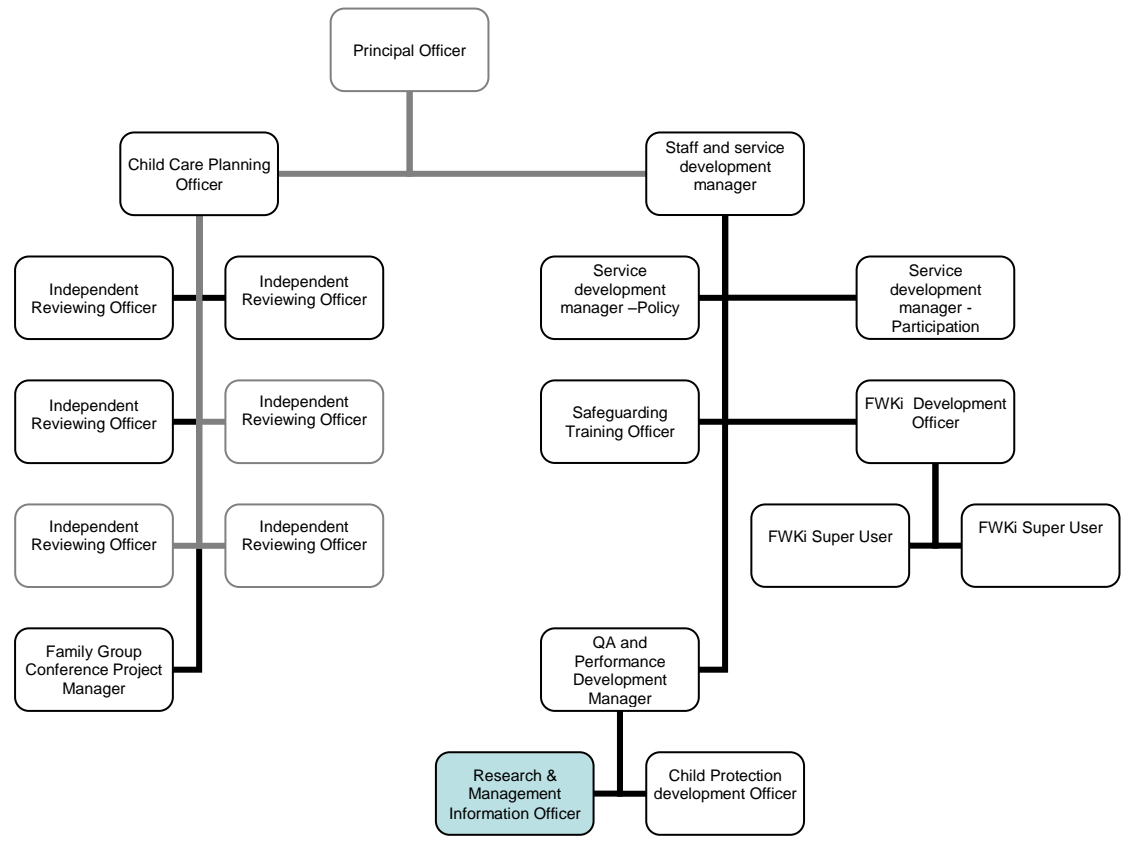 Principal Officer
Child Care Planning
Officer
Staff and service
development
manager
Independent
Reviewing Officer
Independent
Reviewing Officer
Service
development
manager –Policy
Service
development
manager -
Participation
Independent
Reviewing Officer
Independent
Reviewing Officer
Safeguarding
Training Officer
FWKi Development
Officer
Independent
Reviewing Officer
Independent
Reviewing Officer
FWKi Super User
FWKi Super User
Family Group
Conference Project
Manager
QA and
Performance
Development
Manager
Research &
Management
Information Officer
Child Protection
development Officer